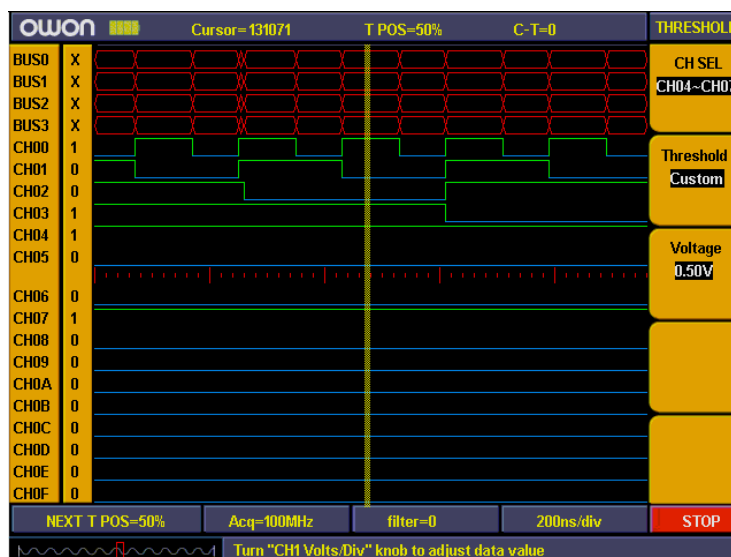 OWON Cursor=131071 T POS=50% C-T=0 THRESHOLD
BUS0 X
BUS1 X
BUS2 X
BUS3 X
CH00 1
CH01 0
CH02 0
CH03 1
CH04 1
CH05 0
CH06 0
CH07 1
CH08 0
CH09 0
CH0A 0
CH0B 0
CH0C 0
CH0D 0
CH0E 0
CH0F 0
CH SEL
CH04~CH07
Threshold
Custom
Voltage
0.50V
NEXT T POS=50% Acq=100MHz filter=0 200ns/div STOP
Turn "CH1 Volts/Div" knob to adjust data value